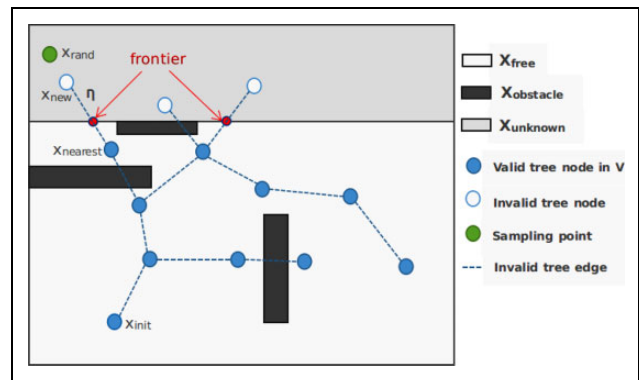 Xrand
frontier
Xnew
η
Xnearest
Xinit
Xfree
Xobstacle
Xunknown
Valid tree node in V
Invalid tree node
Sampling point
Invalid tree edge